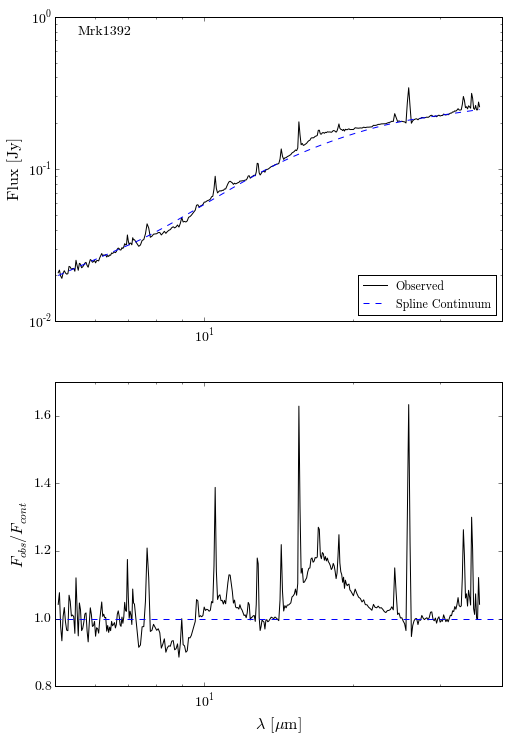 10^0
Mrk1392
10^-1
Flux [Jy]
Observed
Spline Continuum
10^-2
10^1
1.6
1.4
1.2
1.0
0.8
F_obs/F_cont
10^1
λ [μm]